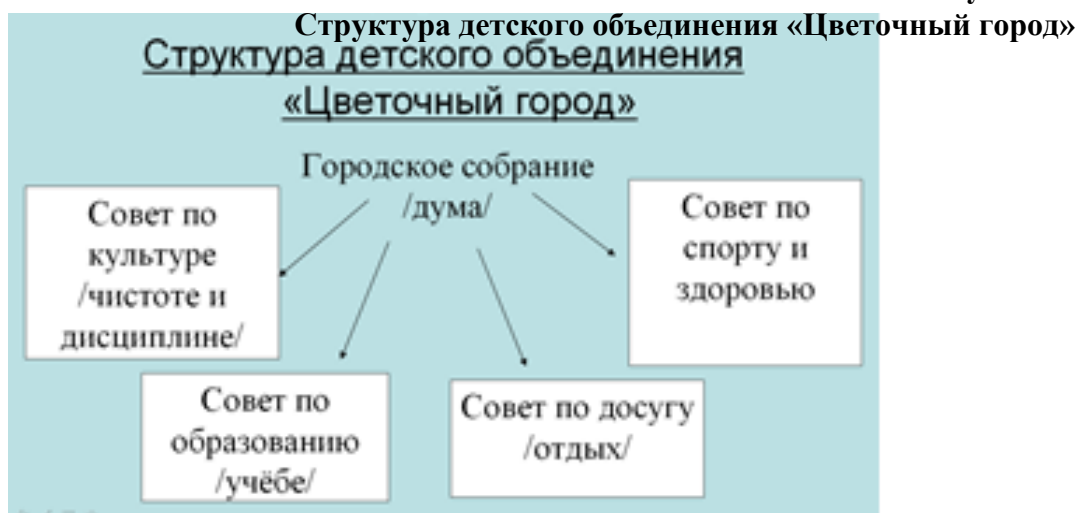 Структура детского объединения «Цветочный город»
Структура детского объединения
«Цветочный город»
Городское собрание
/дума/
Совет по
культуре
/чистоте и
дисциплине/
Совет по
образованию
/учёбе/
Совет по досугу
/отдых/
Совет по
спорту и
здоровью